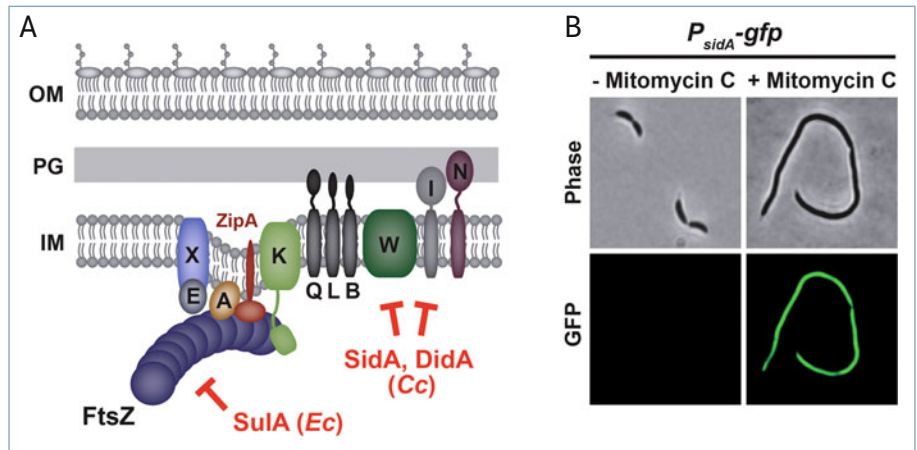 A
OM
PG
IM
X
E
A
ZipA
K
Q L B
W
I
N
FtsZ
SulA (Ec)
SidA, DidA
(Cc)
B
PsidA-gfp
- Mitomycin C
+ Mitomycin C
Phase
GFP